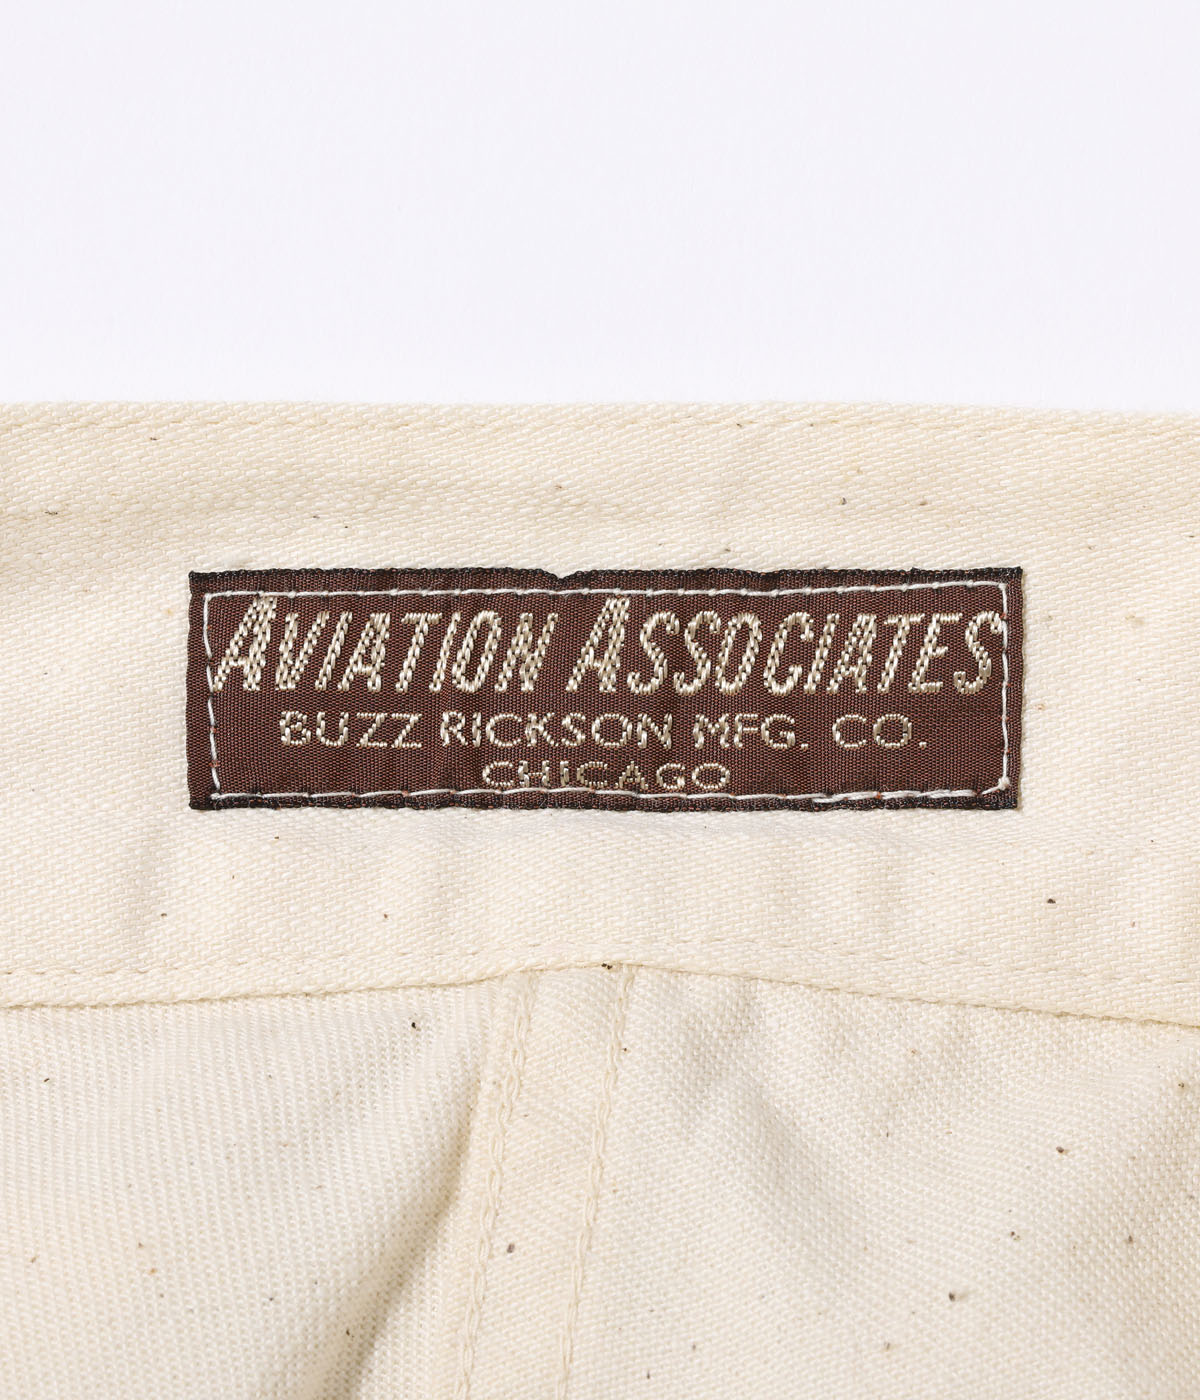 AVIATION ASSOCIATES
BUZZ RICKSON MFG. CO.
CHICAGO